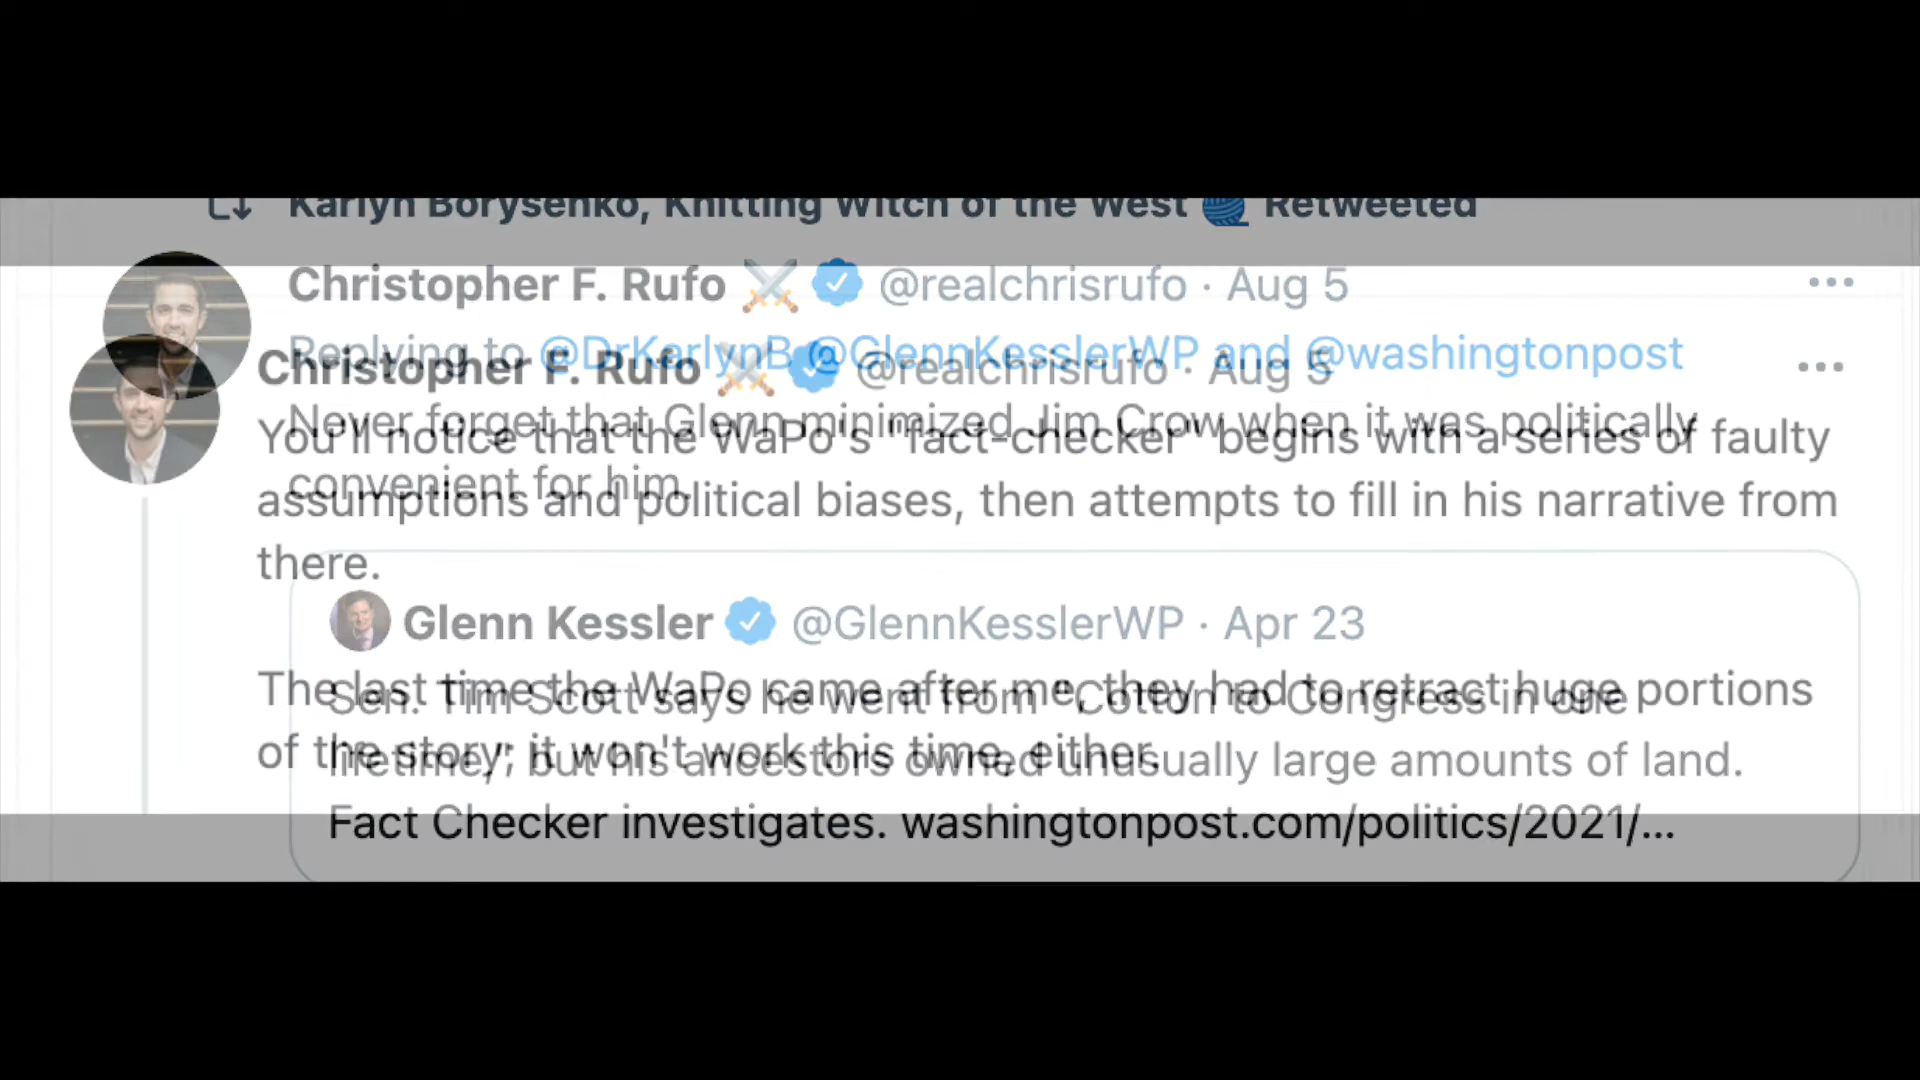 Karlyn Borysenko, Knitting Witch of the West Retweeted
Christopher F. Rufo @realchrisrufo · Aug 5
Replying to @DrKarlynB @GlennKesslerWP and @washingtonpost
Never forget that Glenn minimized Jim Crow when it was politically
convenient for him.
Glenn Kessler @GlennKesslerWP · Apr 23
Sen. Tim Scott says he went from "Cotton to Congress in one
lifetime," but his ancestors owned unusually large amounts of land.
Fact Checker investigates. washingtonpost.com/politics/2021/...
Christopher F. Rufo @realchrisrufo · Aug 5
You'll notice that the WaPo's "fact-checker" begins with a series of faulty
assumptions and political biases, then attempts to fill in his narrative from
there.
The last time the WaPo came after me, they had to retract huge portions
of the story; it won't work this time, either.